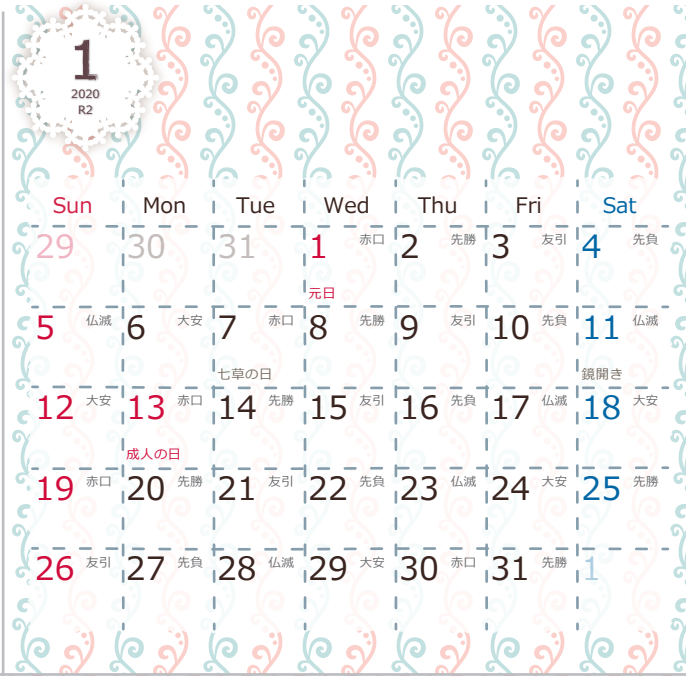 1
2020
R2
Sun Mon Tue Wed Thu Fri Sat
29 30 31 1 赤口 2 先勝 3 友引 4 先負
元日
5 仏滅 6 大安 7 赤口 8 先勝 9 友引 10 先負 11 仏滅
七草の日 鏡開き
12 大安 13 赤口 14 先勝 15 友引 16 先負 17 仏滅 18 大安
成人の日
19 赤口 20 先勝 21 友引 22 先負 23 仏滅 24 大安 25 先勝
26 友引 27 先負 28 仏滅 29 大安 30 赤口 31 先勝 1